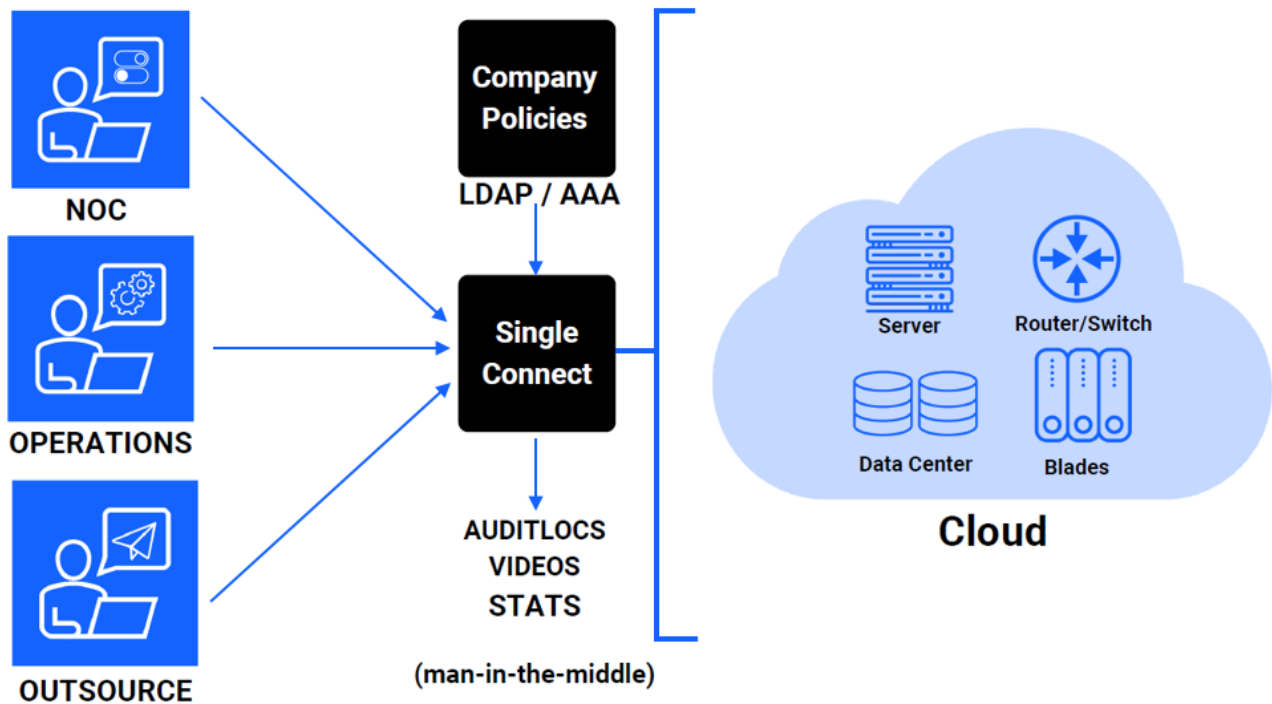 NOC
OPERATIONS
OUTSOURCE
Company
Policies
LDAP / AAA
Single
Connect
AUDITLOCS
VIDEOS
STATS
(man-in-the-middle)
Server
Router/Switch
Data Center
Blades
Cloud